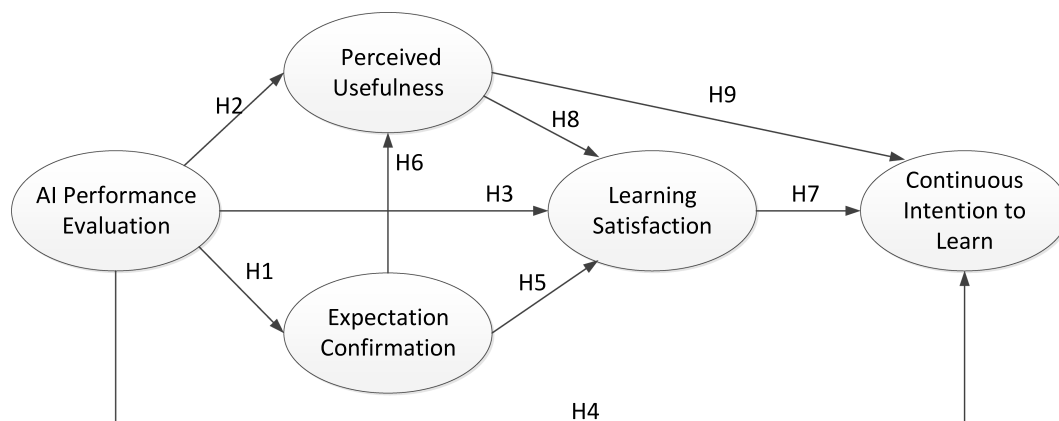 Perceived
Usefulness
H9
H2
H8
H6
AI Performance
Evaluation
H3
Learning
Satisfaction
H7
Continuous
Intention to
Learn
H1
H5
Expectation
Confirmation
H4